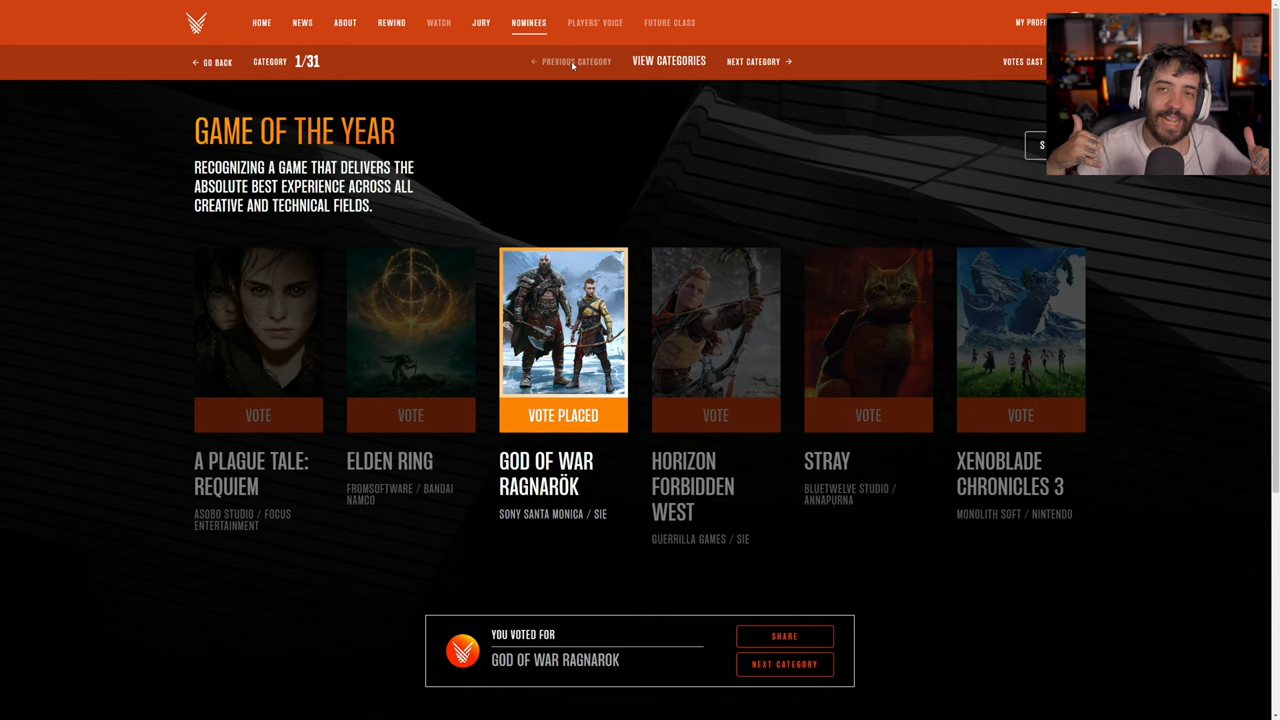 HOME NEWS ABOUT REWIND WATCH JURY NOMINEES PLAYERS' VOICE FUTURE CLASS MY
← GO BACK CATEGORY 1/31 ← PREVIOUS CATEGORY VIEW CATEGORIES NEXT CATEGORY → VOTES CAST
GAME OF THE YEAR
RECOGNIZING A GAME THAT DELIVERS THE
ABSOLUTE BEST EXPERIENCE ACROSS ALL
CREATIVE AND TECHNICAL FIELDS.
VOTE VOTE VOTE PLACED VOTE VOTE VOTE
A PLAGUE TALE:
REQUIEM
ASOBO STUDIO / FOCUS
ENTERTAINMENT
ELDEN RING
FROMSOFTWARE / BANDAI
NAMCO
GOD OF WAR
RAGNARÖK
SONY SANTA MONICA / SIE
HORIZON
FORBIDDEN
WEST
GUERRILLA GAMES / SIE
STRAY
BLUETWELVE STUDIO /
ANNAPURNA
XENOBLADE
CHRONICLES 3
MONOLITH SOFT / NINTENDO
YOU VOTED FOR
GOD OF WAR RAGNAROK
SHARE
NEXT CATEGORY